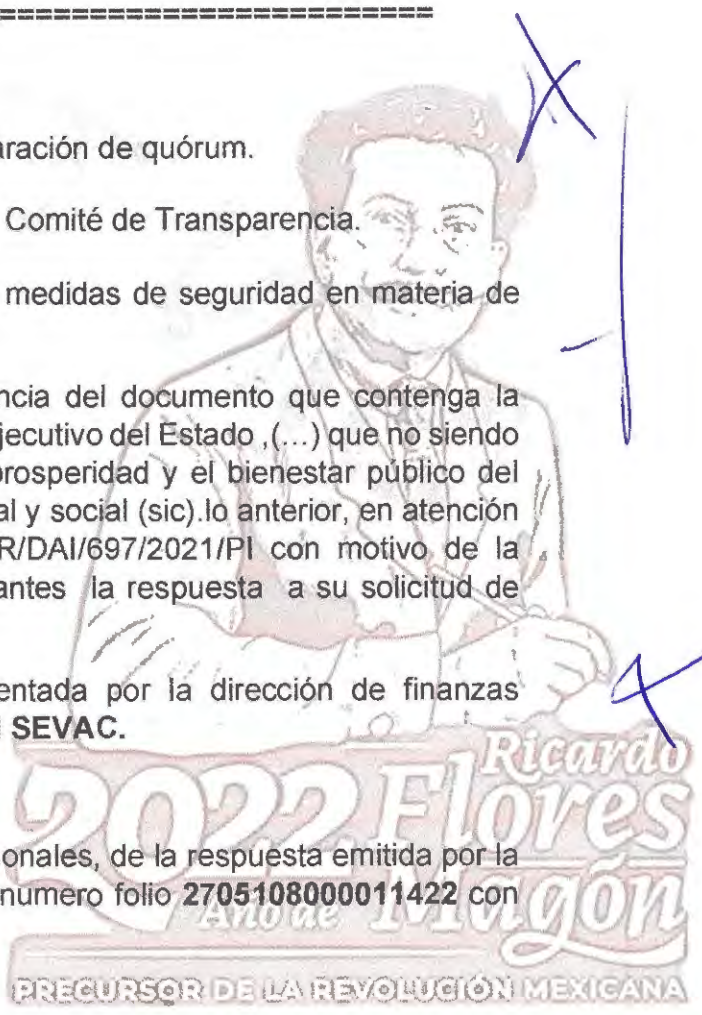 aración de quórum.
Comité de Transparencia.
medidas de seguridad en materia de
ncia del documento que contenga la
jecutivo del Estado ,(...) que no siendo
prosperidad y el bienestar público del
al y social (sic).lo anterior, en atención
R/DAI/697/2021/PI con motivo de la
antes la respuesta a su solicitud de
entada por la dirección de finanzas
SEVAC.
onales, de la respuesta emitida por la
numero folio 2705108000011422 con
2022 Ricardo
Flores
Año de Magón
PRECURSOR DE LA REVOLUCIÓN MEXICANA